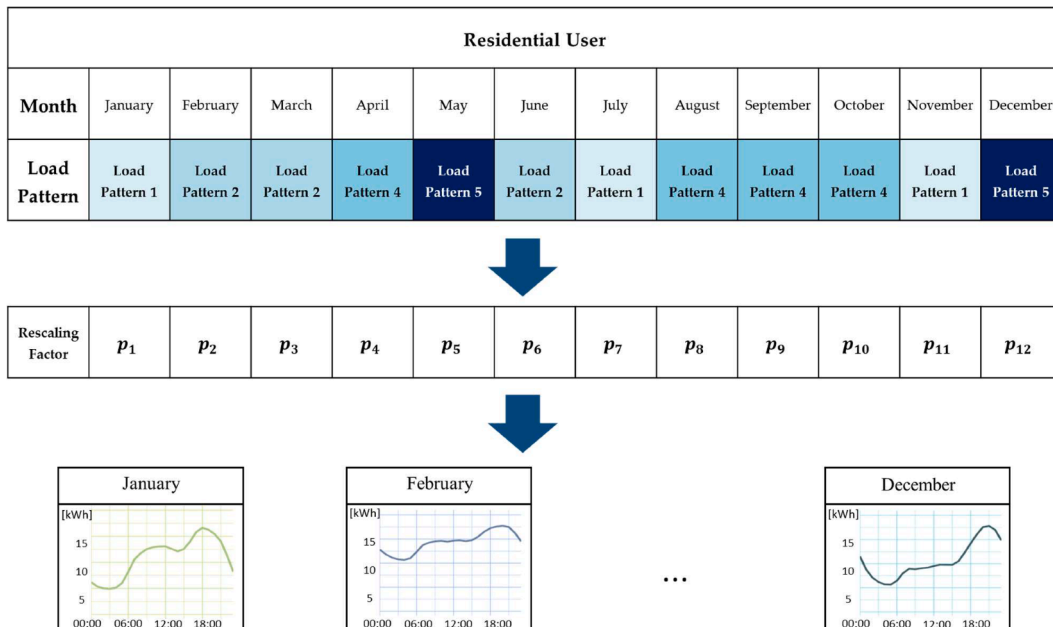 Residential User
Month January February March April May June July August September October November December
Load Pattern Load Pattern 1 Load Pattern 2 Load Pattern 2 Load Pattern 4 Load Pattern 5 Load Pattern 2 Load Pattern 1 Load Pattern 4 Load Pattern 4 Load Pattern 4 Load Pattern 1 Load Pattern 5
Rescaling Factor p1 p2 p3 p4 p5 p6 p7 p8 p9 p10 p11 p12
January
[kWh]
15
10
5
00:00 06:00 12:00 18:00
February
[kWh]
15
10
5
00:00 06:00 12:00 18:00
...
December
[kWh]
15
10
5
00:00 06:00 12:00 18:00